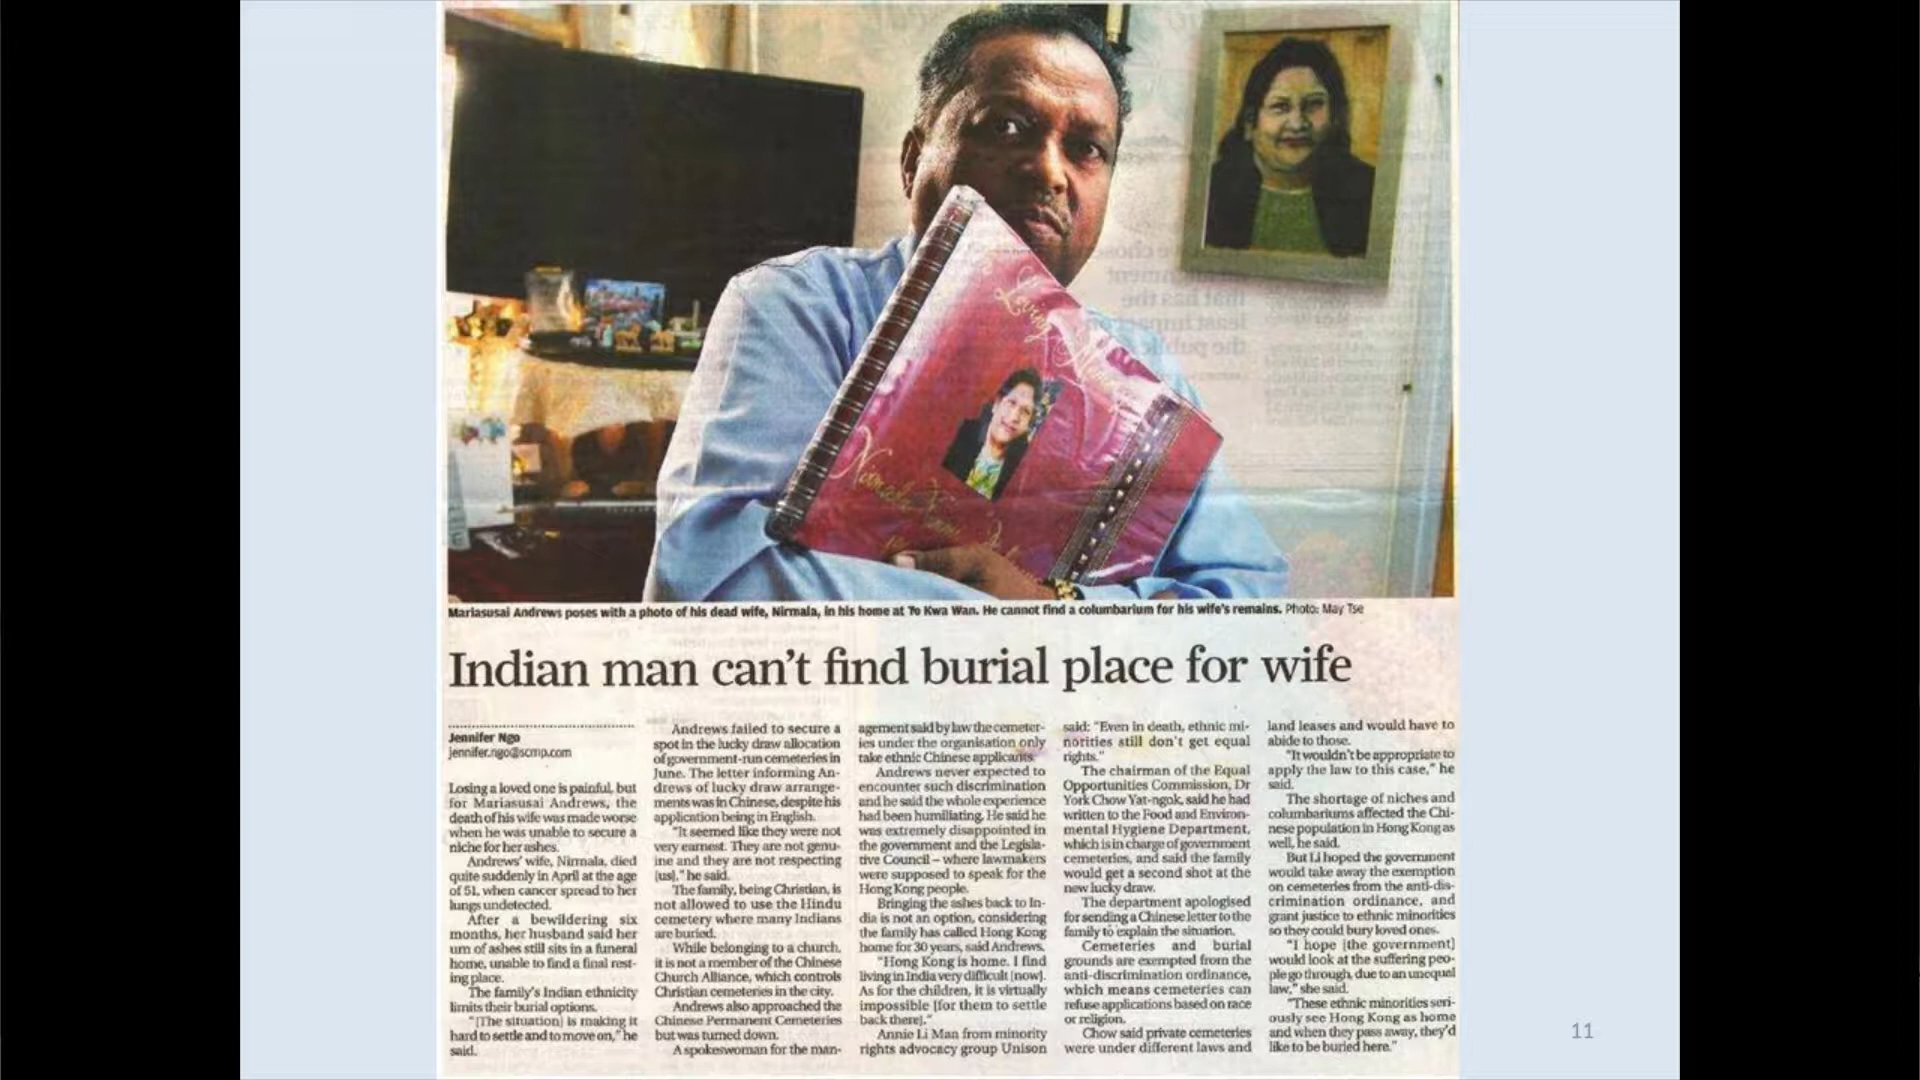 Loving Memory
Nirmala
Mariasusai Andrews poses with a photo of his dead wife, Nirmala, in his home at To Kwa Wan. He cannot find a columbarium for his wife's remains. Photo: May Tse
Indian man can't find burial place for wife
Jennifer Ngo
jennifer.ngo@scmp.com
Losing a loved one is painful, but
for Mariasusai Andrews, the
death of his wife was made worse
when he was unable to secure a
niche for her ashes.
Andrews' wife, Nirmala, died
quite suddenly in April at the age
of 51, when cancer spread to her
lungs undetected.
After a bewildering six
months, her husband said her
urn of ashes still sits in a funeral
home, unable to find a final rest-
ing place.
The family's Indian ethnicity
limits their burial options.
"[The situation] is making it
hard to settle and to move on," he
said.
Andrews failed to secure a
spot in the lucky draw allocation
of government-run cemeteries in
June. The letter informing An-
drews of lucky draw arrange-
ments was in Chinese, despite his
application being in English.
"It seemed like they were not
very earnest. They are not genu-
ine and they are not respecting
[us]," he said.
The family, being Christian, is
not allowed to use the Hindu
cemetery where many Indians
are buried.
While belonging to a church,
it is not a member of the Chinese
Church Alliance, which controls
Christian cemeteries in the city.
Andrews also approached the
Chinese Permanent Cemeteries
but was turned down.
A spokeswoman for the man-
agement said by law the cemeter-
ies under the organisation only
take ethnic Chinese applicants.
Andrews never expected to
encounter such discrimination
and he said the whole experience
had been humiliating. He said he
was extremely disappointed in
the government and the Legisla-
tive Council – where lawmakers
were supposed to speak for the
Hong Kong people.
Bringing the ashes back to In-
dia is not an option, considering
the family has called Hong Kong
home for 30 years, said Andrews.
"Hong Kong is home. I find
living in India very difficult [now].
As for the children, it is virtually
impossible [for them to settle
back there]."
Annie Li Man from minority
rights advocacy group Unison
said: "Even in death, ethnic mi-
norities still don't get equal
rights."
The chairman of the Equal
Opportunities Commission, Dr
York Chow Yat-ngok, said he had
written to the Food and Environ-
mental Hygiene Department,
which is in charge of government
cemeteries, and said the family
would get a second shot at the
new lucky draw.
The department apologised
for sending a Chinese letter to the
family to explain the situation.
Cemeteries and burial
grounds are exempted from the
anti-discrimination ordinance,
which means cemeteries can
refuse applications based on race
or religion.
Chow said private cemeteries
were under different laws and
land leases and would have to
abide to those.
"It wouldn't be appropriate to
apply the law to this case," he
said.
The shortage of niches and
columbariums affected the Chi-
nese population in Hong Kong as
well, he said.
But Li hoped the government
would take away the exemption
on cemeteries from the anti-dis-
crimination ordinance, and
grant justice to ethnic minorities
so they could bury loved ones.
"I hope [the government]
would look at the suffering peo-
ple go through, due to an unequal
law," she said.
"These ethnic minorities seri-
ously see Hong Kong as home
and when they pass away, they'd
like to be buried here."
11